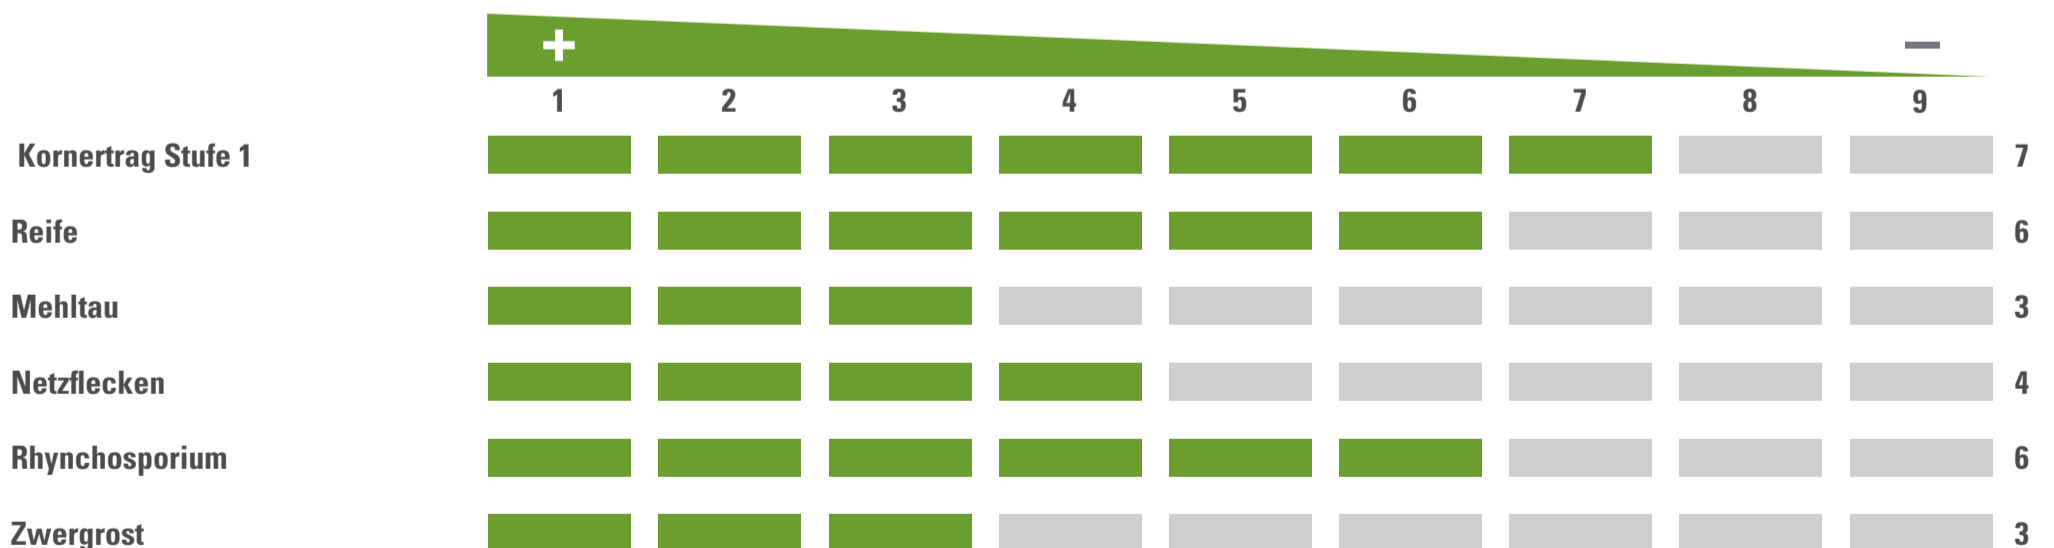 + −
1 2 3 4 5 6 7 8 9
Kornertrag Stufe 1 7
Reife 6
Mehltau 3
Netzflecken 4
Rhynchosporium 6
Zwergrost 3